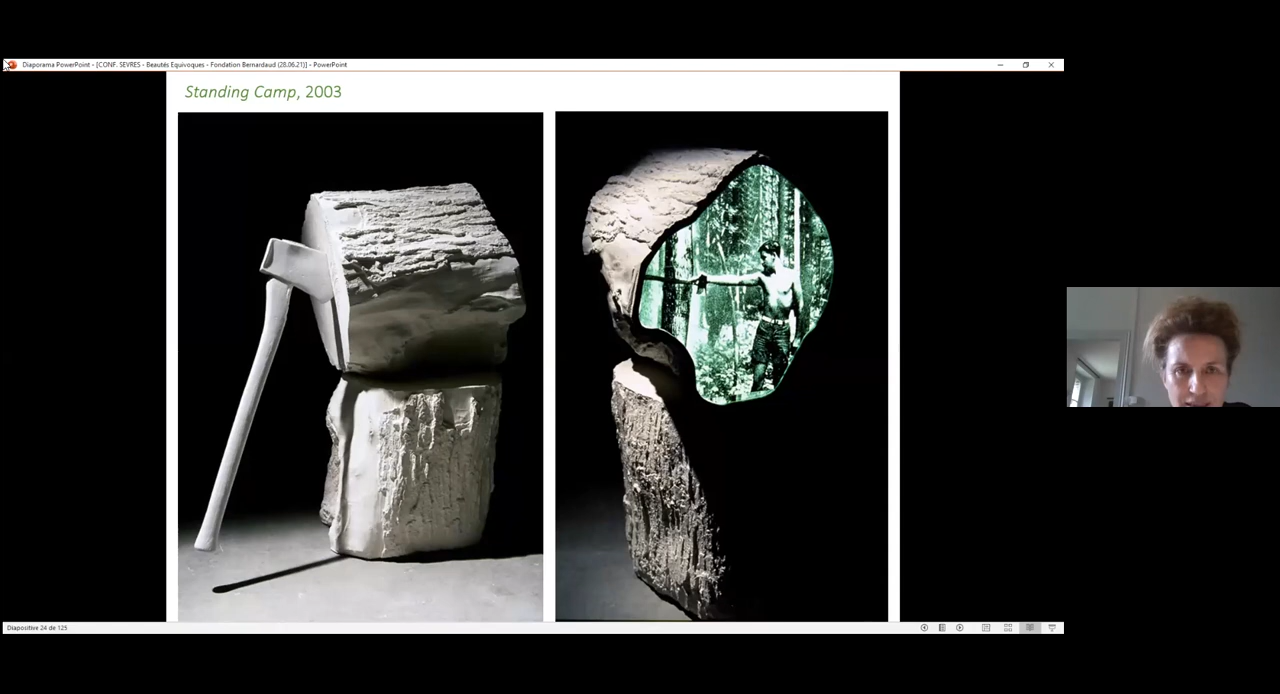 Diaporama PowerPoint - [CONF. SEVRES - Beautés Equivoques - Fondation Bernardaud (28.06.21)] - PowerPoint
Standing Camp, 2003
Diapositive 24 de 125